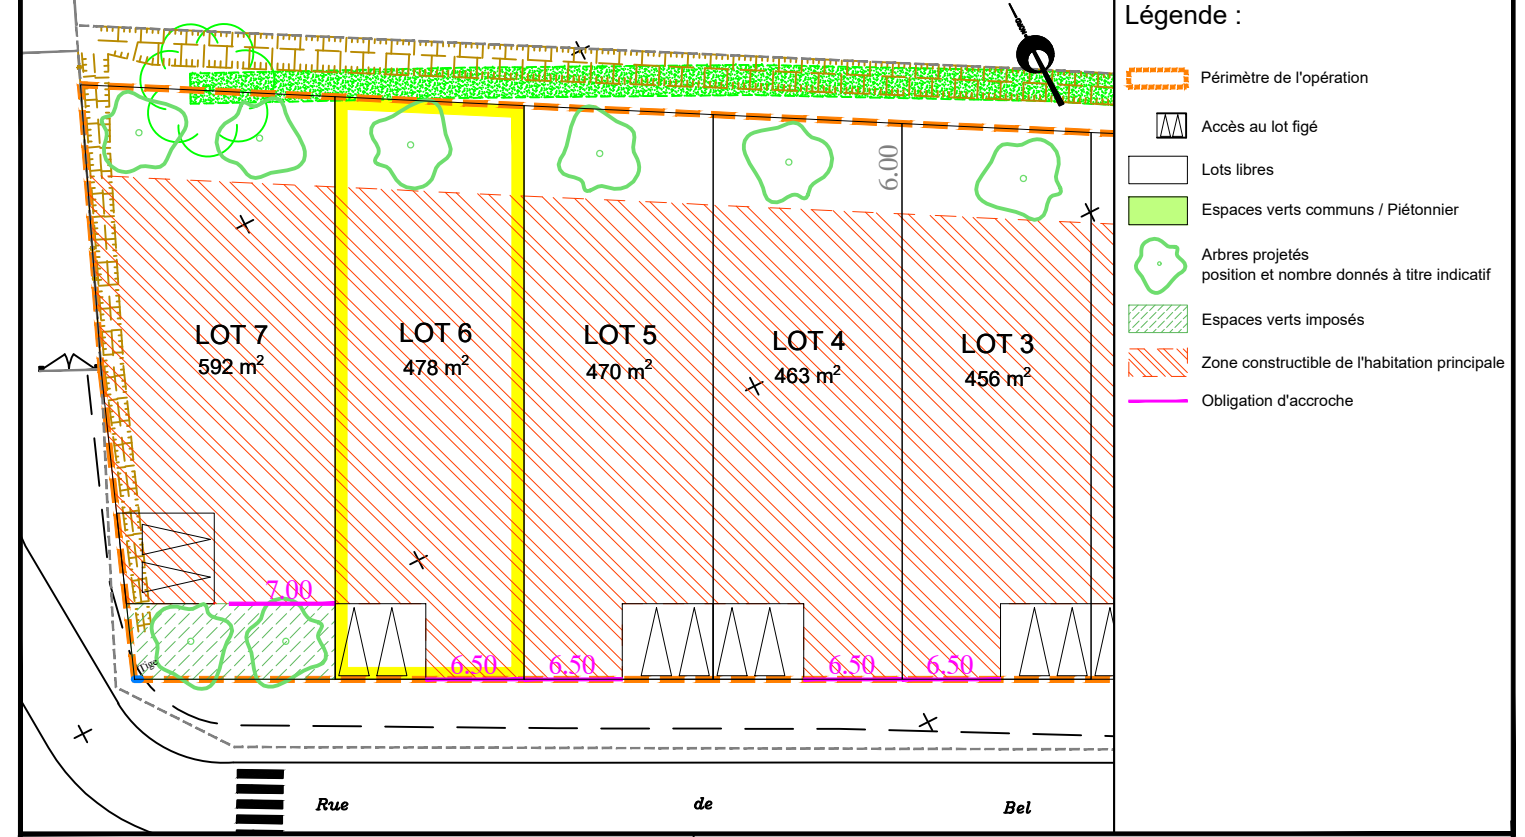 Légende :
Périmètre de l'opération
Accès au lot figé
Lots libres
Espaces verts communs / Piétonnier
Arbres projetés
position et nombre donnés à titre indicatif
Espaces verts imposés
Zone constructible de l'habitation principale
Obligation d'accroche
6.00
LOT 7
592 m²
LOT 6
478 m²
LOT 5
470 m²
LOT 4
463 m²
LOT 3
456 m²
7.00
6.50
6.50
6.50
6.50
Tige
Rue de Bel